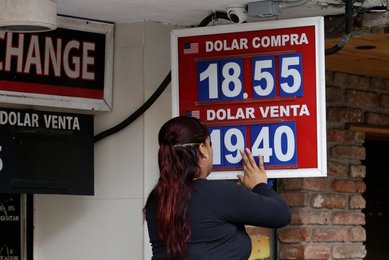 CHANGE
DOLAR VENTA
DOLAR COMPRA
18.55
DOLAR VENTA
19.40